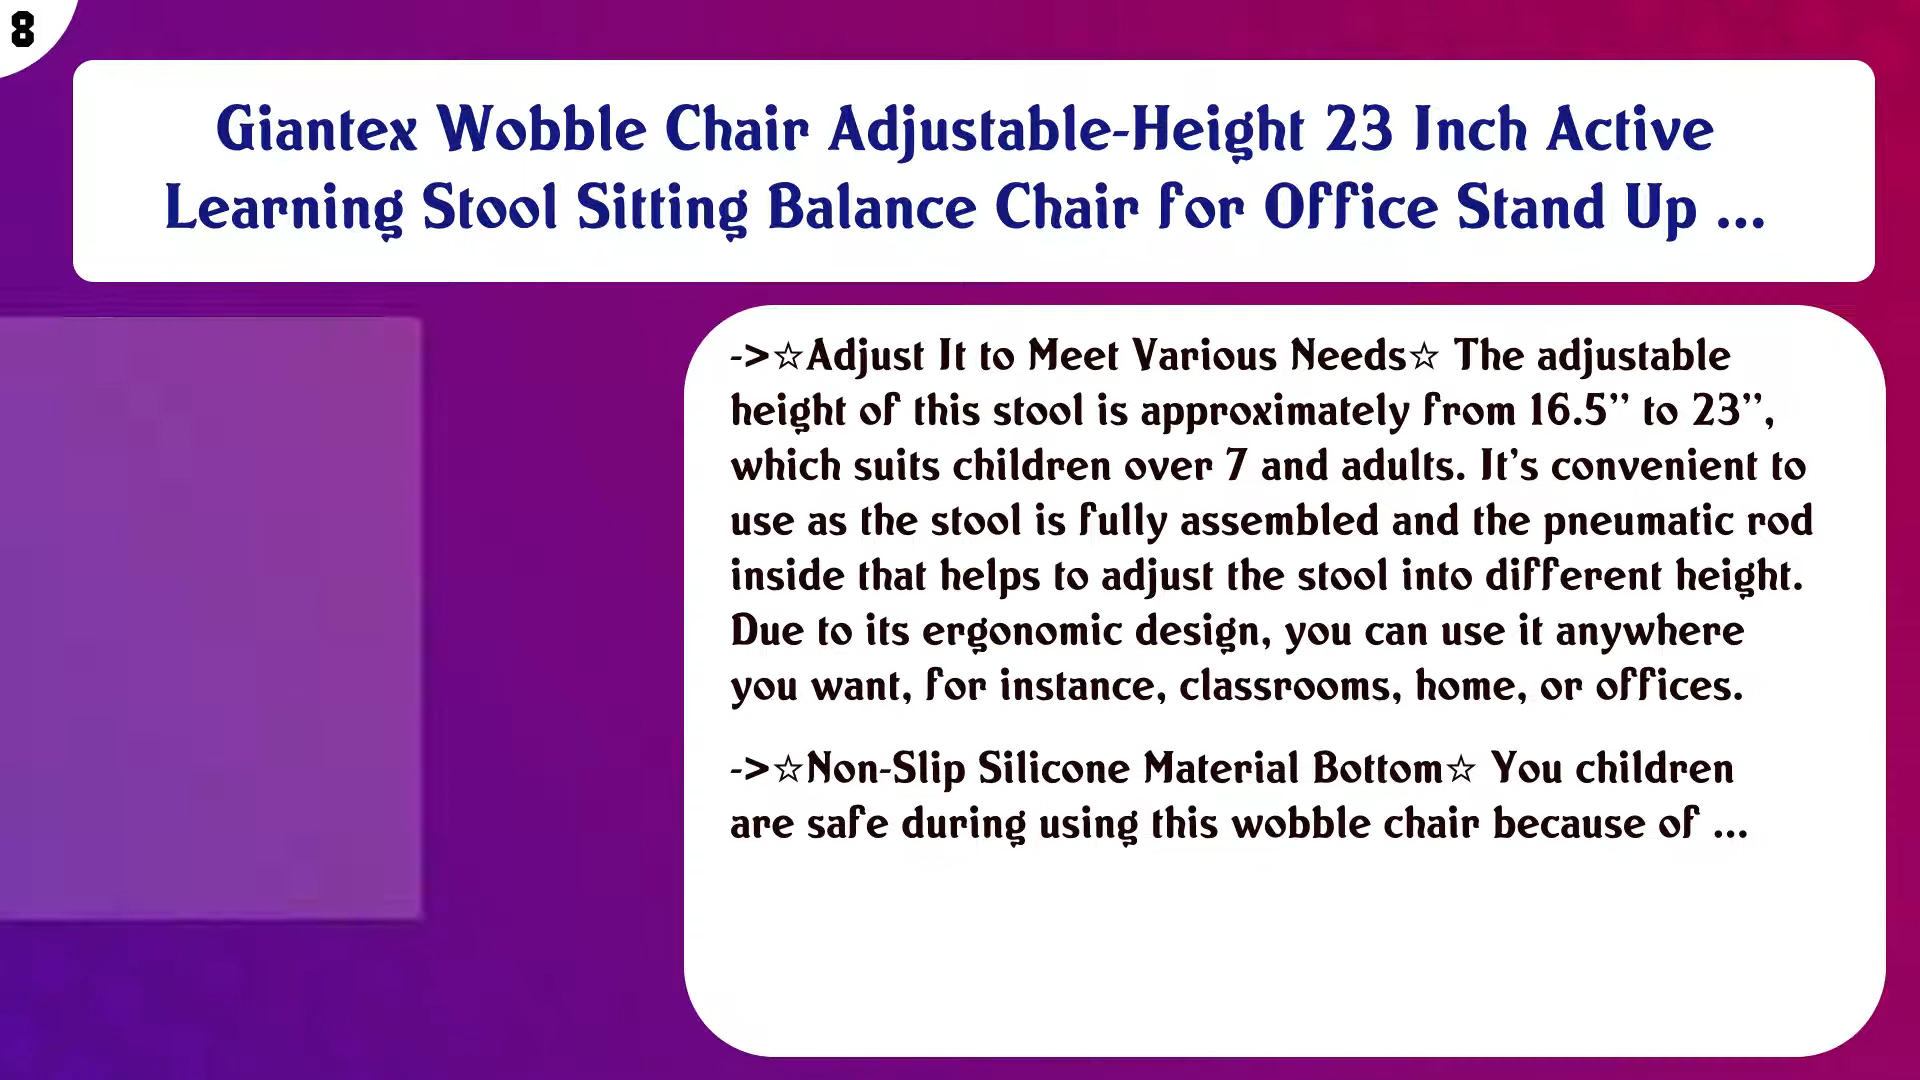 8
Giantex Wobble Chair Adjustable-Height 23 Inch Active
Learning Stool Sitting Balance Chair for Office Stand Up ...
->☆Adjust It to Meet Various Needs☆ The adjustable
height of this stool is approximately from 16.5’’ to 23’’,
which suits children over 7 and adults. It’s convenient to
use as the stool is fully assembled and the pneumatic rod
inside that helps to adjust the stool into different height.
Due to its ergonomic design, you can use it anywhere
you want, for instance, classrooms, home, or offices.
->☆Non-Slip Silicone Material Bottom☆ You children
are safe during using this wobble chair because of ...